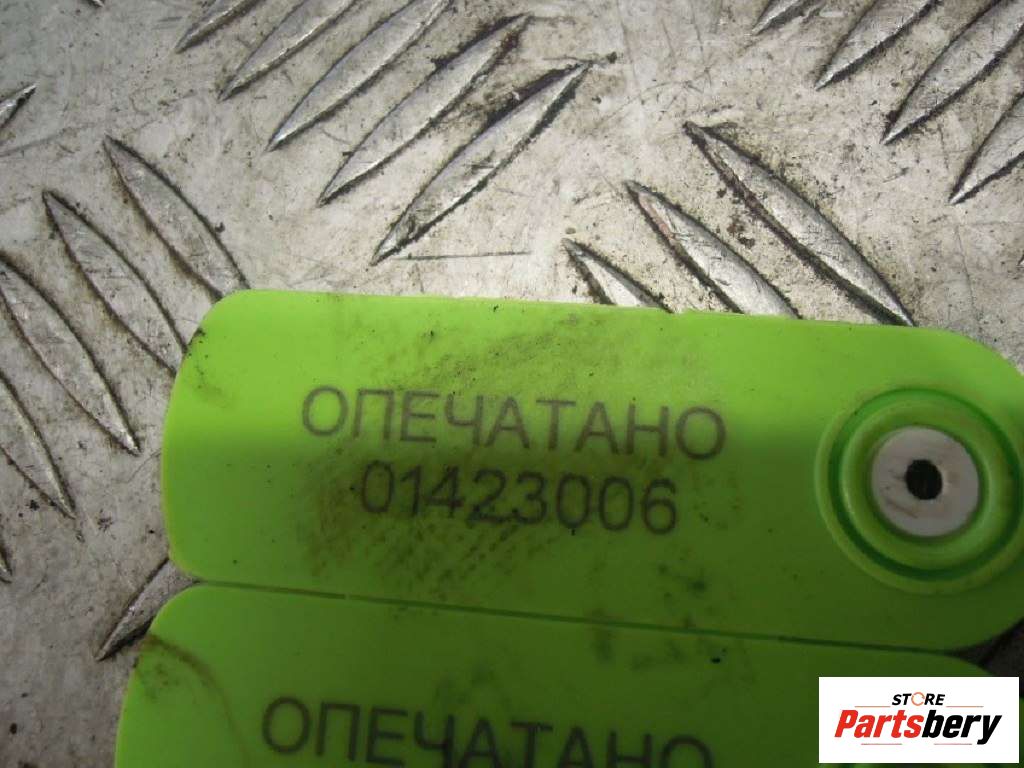 ОПЕЧАТАНО
01423006
ОПЕЧАТАНО
STORE
Partsbery